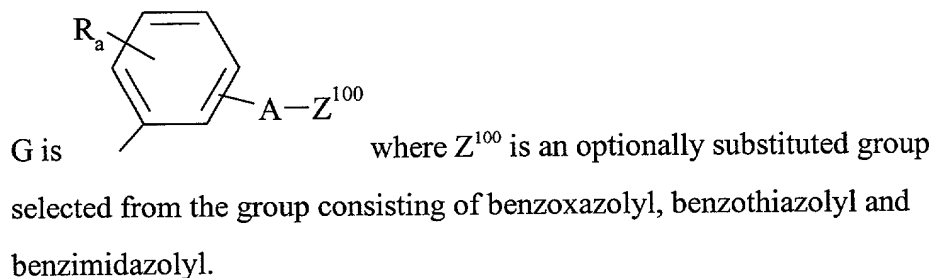 Rₐ
A—Z¹⁰⁰
G is where Z¹⁰⁰ is an optionally substituted group
selected from the group consisting of benzoxazolyl, benzothiazolyl and
benzimidazolyl.